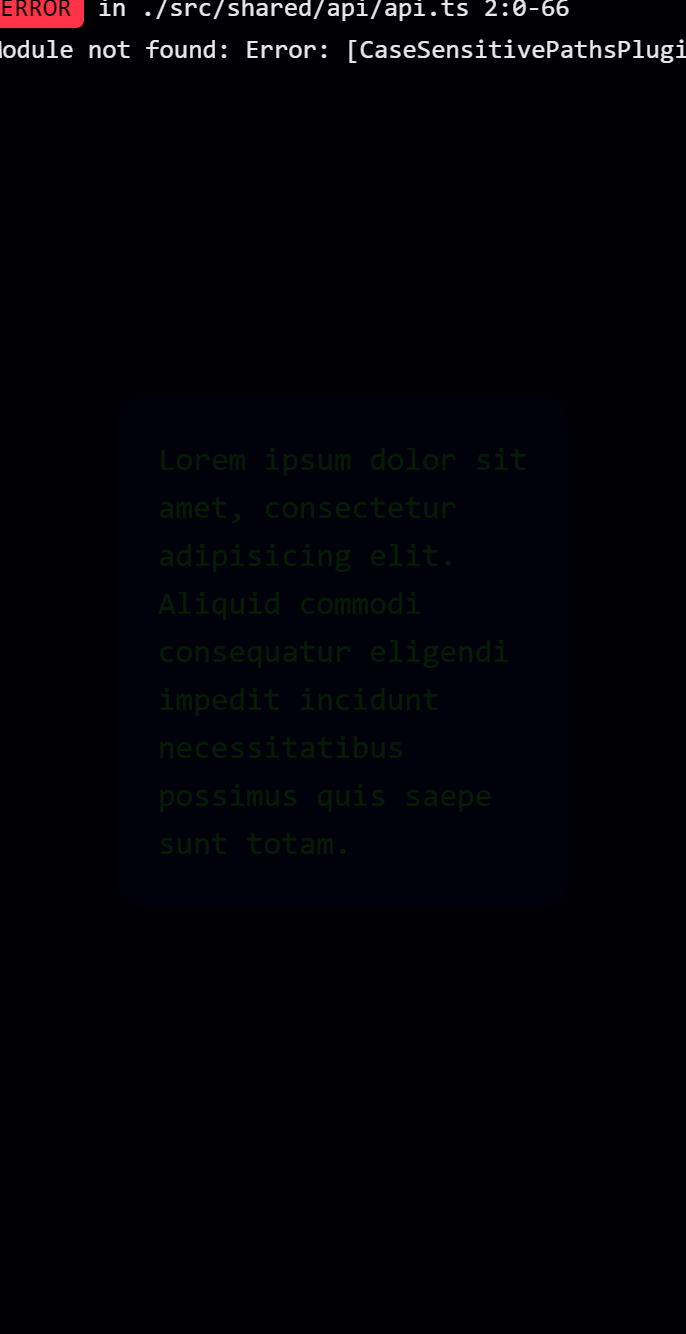 ERROR in ./src/shared/api/api.ts 2:0-66
odule not found: Error: [CaseSensitivePathsPlugi
Lorem ipsum dolor sit
amet, consectetur
adipisicing elit.
Aliquid commodi
consequatur eligendi
impedit incidunt
necessitatibus
possimus quis saepe
sunt totam.